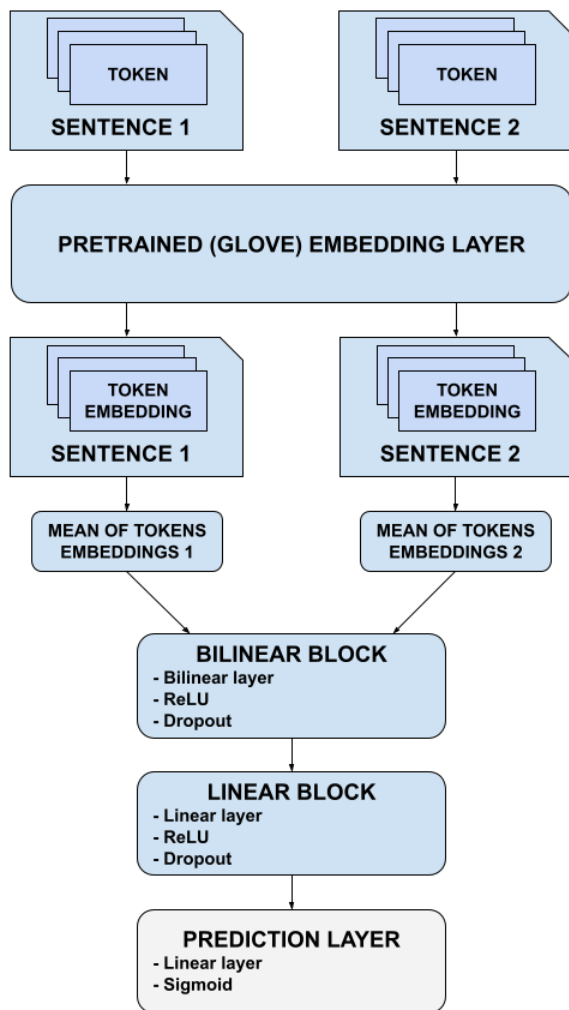 TOKEN
SENTENCE 1
TOKEN
SENTENCE 2
PRETRAINED (GLOVE) EMBEDDING LAYER
TOKEN
EMBEDDING
SENTENCE 1
TOKEN
EMBEDDING
SENTENCE 2
MEAN OF TOKENS
EMBEDDINGS 1
MEAN OF TOKENS
EMBEDDINGS 2
BILINEAR BLOCK
- Bilinear layer
- ReLU
- Dropout
LINEAR BLOCK
- Linear layer
- ReLU
- Dropout
PREDICTION LAYER
- Linear layer
- Sigmoid